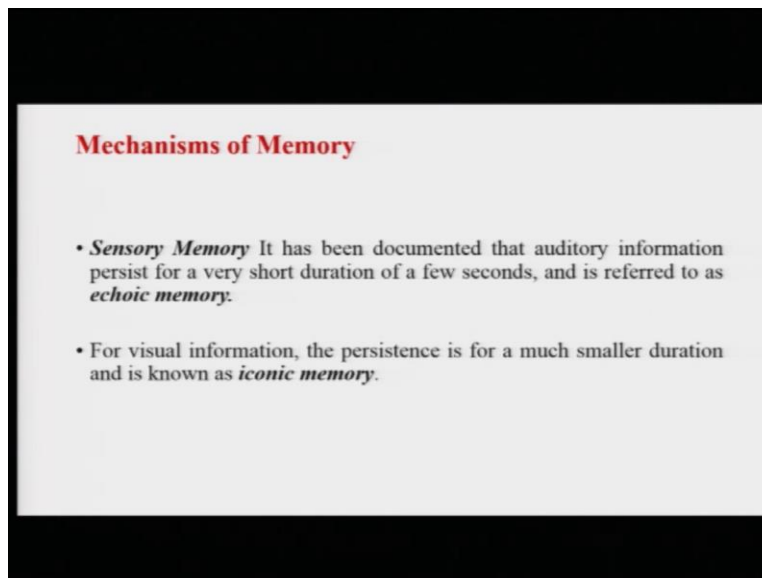 Mechanisms of Memory
• Sensory Memory It has been documented that auditory information
persist for a very short duration of a few seconds, and is referred to as
echoic memory.
• For visual information, the persistence is for a much smaller duration
and is known as iconic memory.